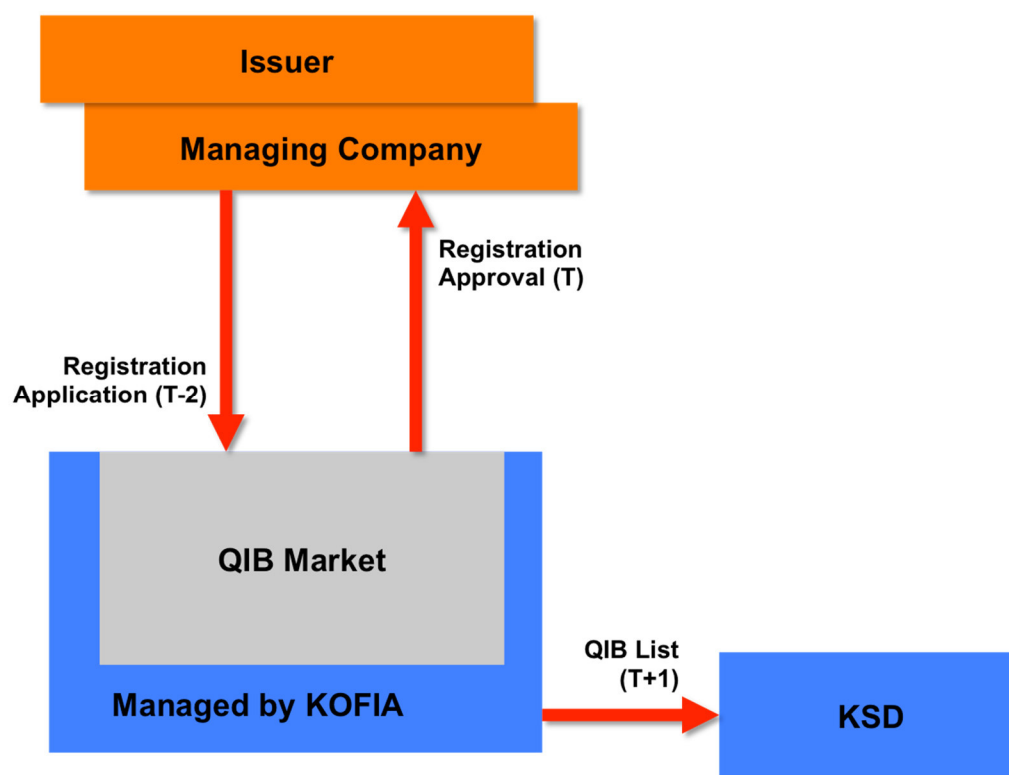 Issuer
Managing Company
Registration
Approval (T)
Registration
Application (T-2)
QIB Market
QIB List
(T+1)
Managed by KOFIA
KSD